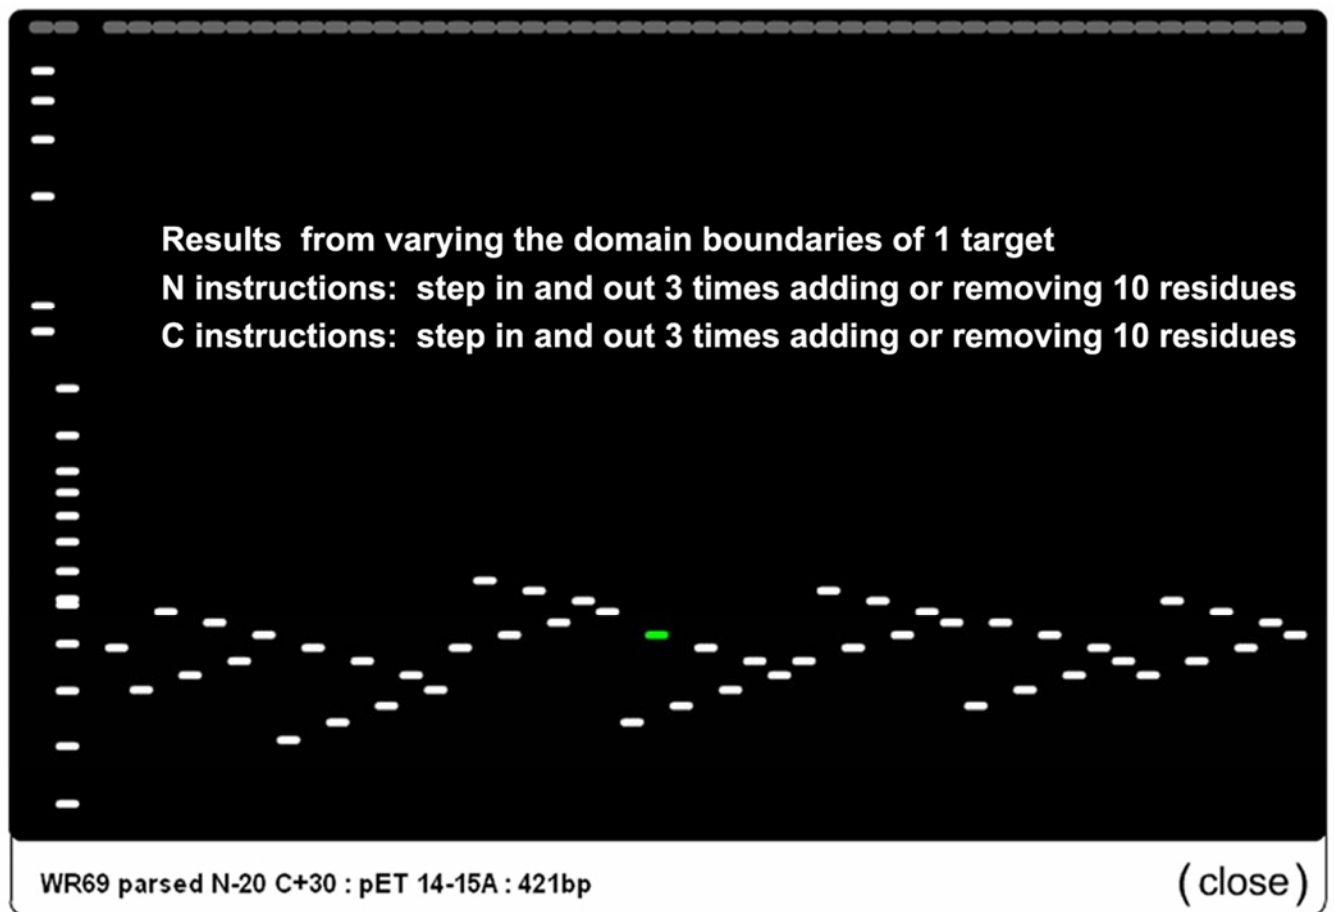 Results from varying the domain boundaries of 1 target
N instructions: step in and out 3 times adding or removing 10 residues
C instructions: step in and out 3 times adding or removing 10 residues
WR69 parsed N-20 C+30 : pET 14-15A : 421bp
(close)